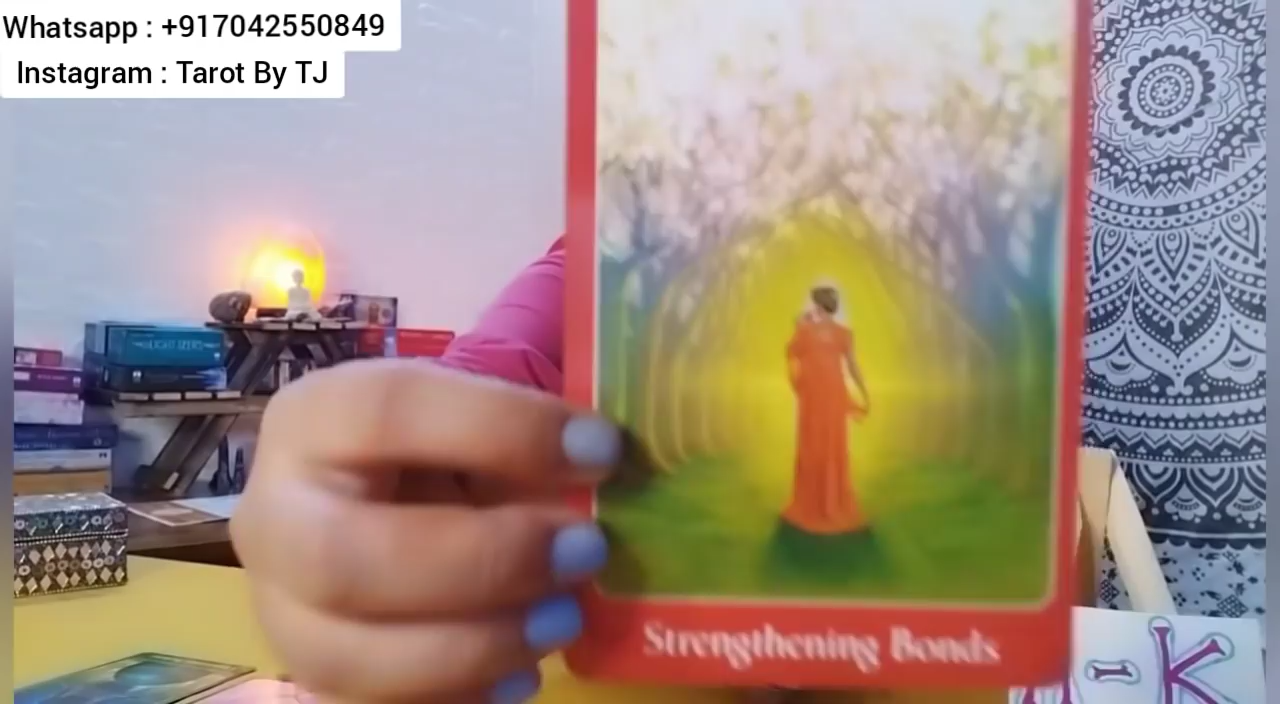 Whatsapp : +917042550849
Instagram : Tarot By TJ
Strengthening Bonds
-K